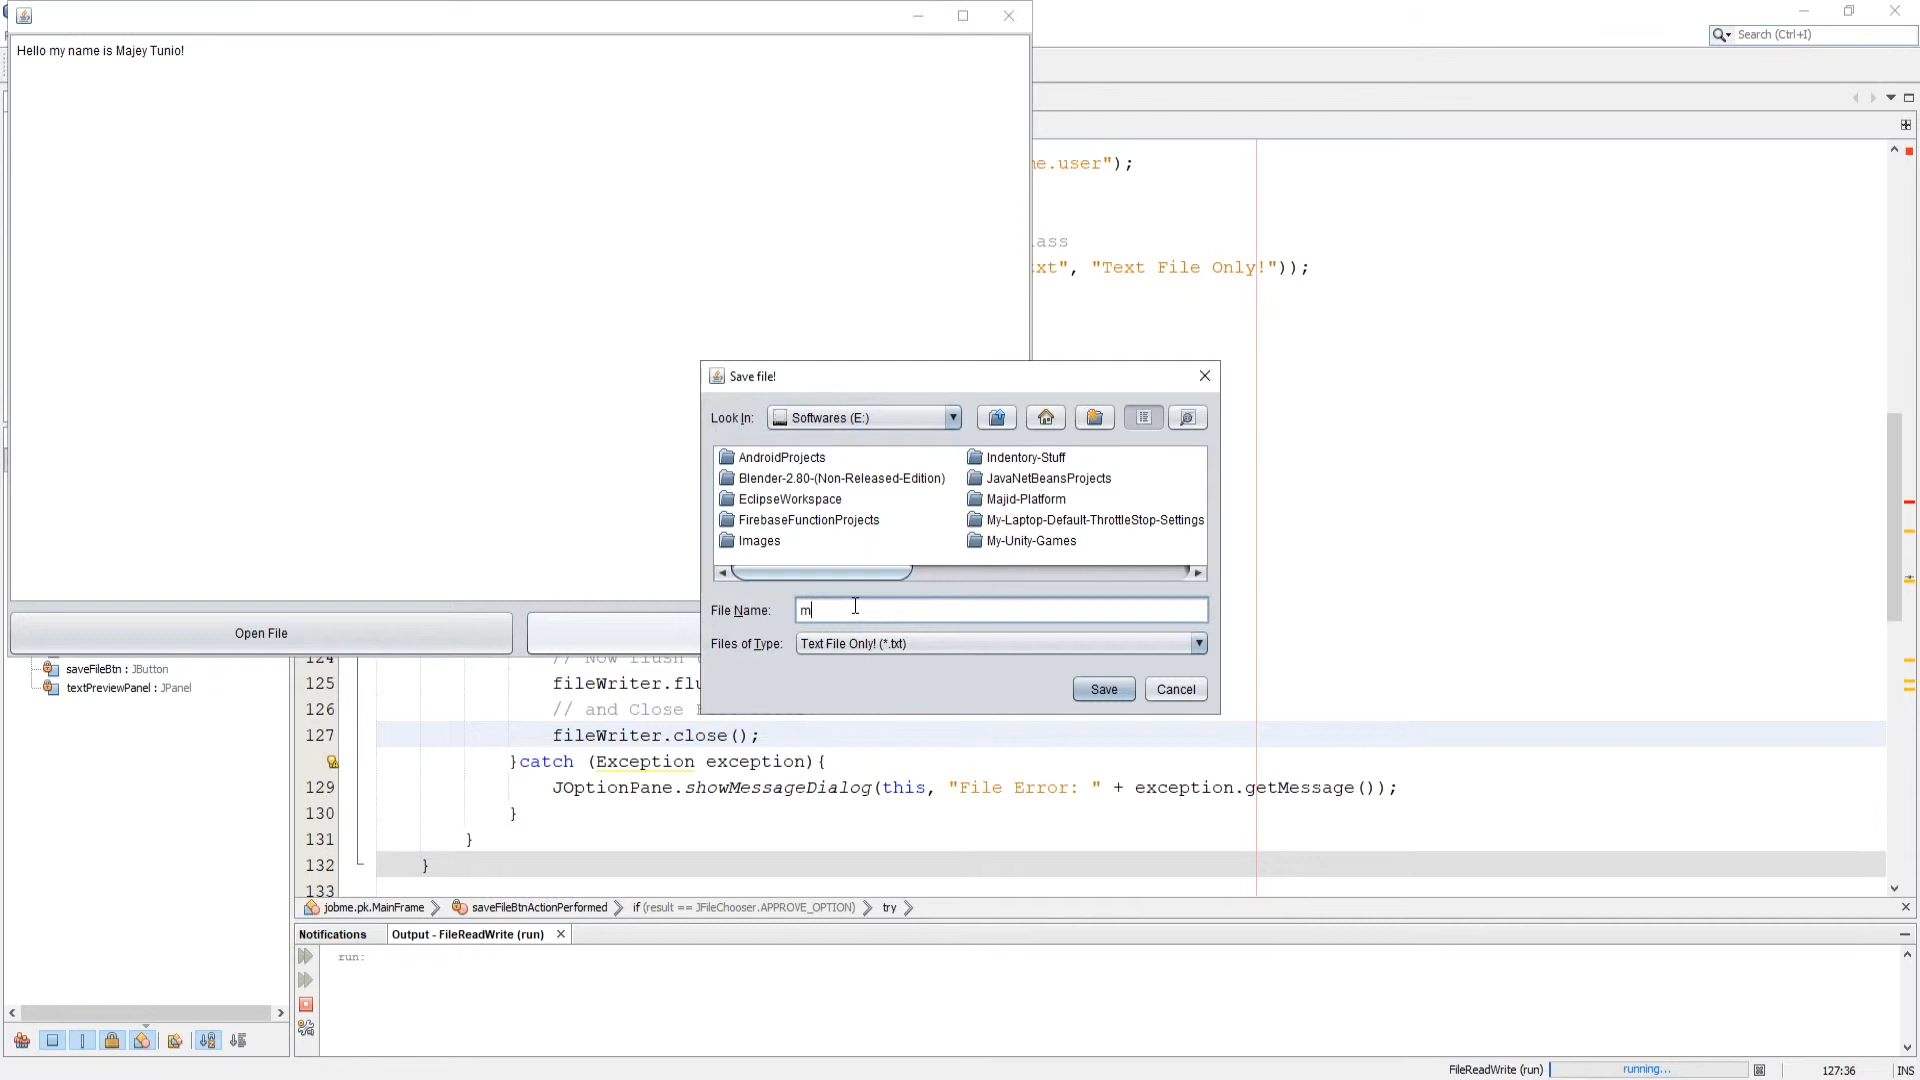 Search (Ctrl+I)
Hello my name is Majey Tunio!
ne.user");
ass
xt", "Text File Only!"));
Save file!
Look In: Softwares (E:)
AndroidProjects
Blender-2.80-(Non-Released-Edition)
EclipseWorkspace
FirebaseFunctionProjects
Images
Indentory-Stuff
JavaNetBeansProjects
Majid-Platform
My-Laptop-Default-ThrottleStop-Settings
My-Unity-Games
File Name: m
Files of Type: Text File Only! (*.txt)
Save Cancel
Open File
saveFileBtn : JButton
textPreviewPanel : JPanel
124 // Now flush
125 fileWriter.flu
126 // and Close
127 fileWriter.close();
}catch (Exception exception){
129 JOptionPane.showMessageDialog(this, "File Error: " + exception.getMessage());
130 }
131 }
132 }
133
jobme.pk.MainFrame saveFileBtnActionPerformed if (result == JFileChooser.APPROVE_OPTION) try
Notifications Output - FileReadWrite (run)
run:
FileReadWrite (run) running... 127:36 INS